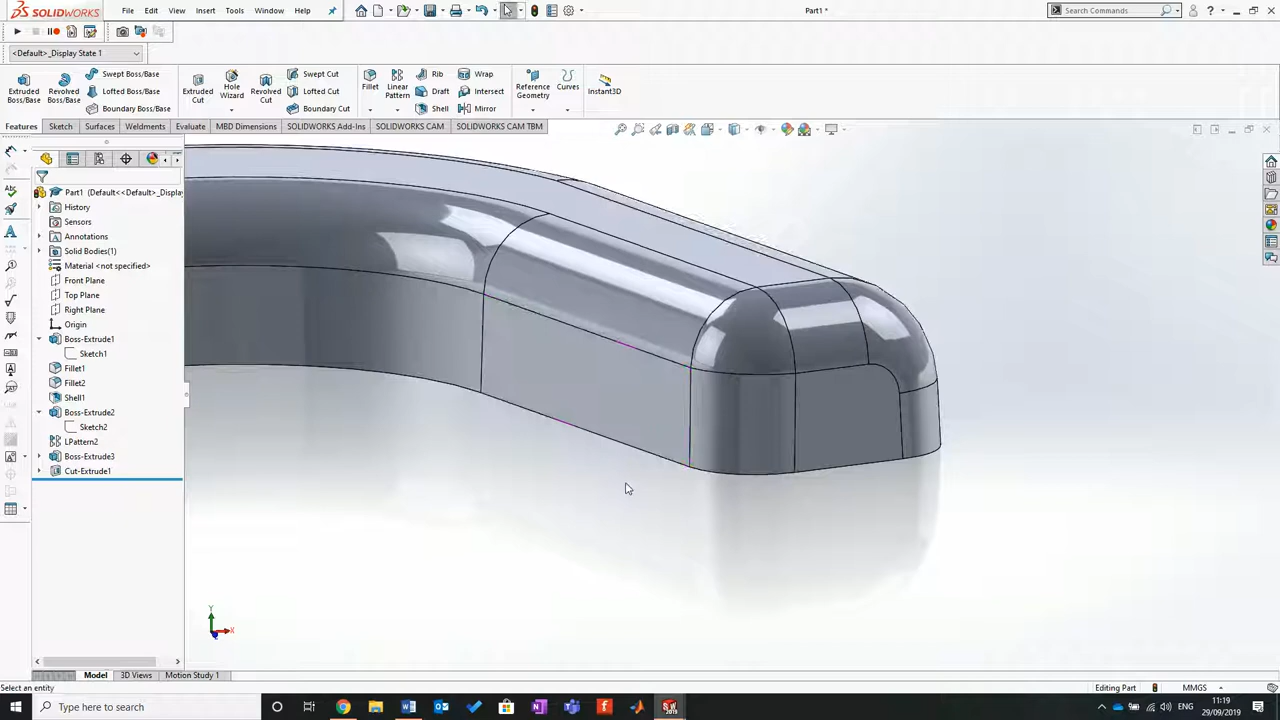 SOLIDWORKS File Edit View Insert Tools Window Help Part1 * Search Commands
<Default>_Display State 1
Extruded Boss/Base Revolved Boss/Base Swept Boss/Base Lofted Boss/Base Boundary Boss/Base Extruded Cut Hole Wizard Revolved Cut Swept Cut Lofted Cut Boundary Cut Fillet Linear Pattern Rib Draft Shell Wrap Intersect Mirror Reference Geometry Curves Instant3D
Features Sketch Surfaces Weldments Evaluate MBD Dimensions SOLIDWORKS Add-Ins SOLIDWORKS CAM SOLIDWORKS CAM TBM
Part1 (Default<<Default>_Displa
History
Sensors
Annotations
Solid Bodies(1)
Material <not specified>
Front Plane
Top Plane
Right Plane
Origin
Boss-Extrude1
Sketch1
Fillet1
Fillet2
Shell1
Boss-Extrude2
Sketch2
LPattern2
Boss-Extrude3
Cut-Extrude1
Y
X
Model 3D Views Motion Study 1
Select an entity Editing Part MMGS
Type here to search ENG 11:19
29/09/2019